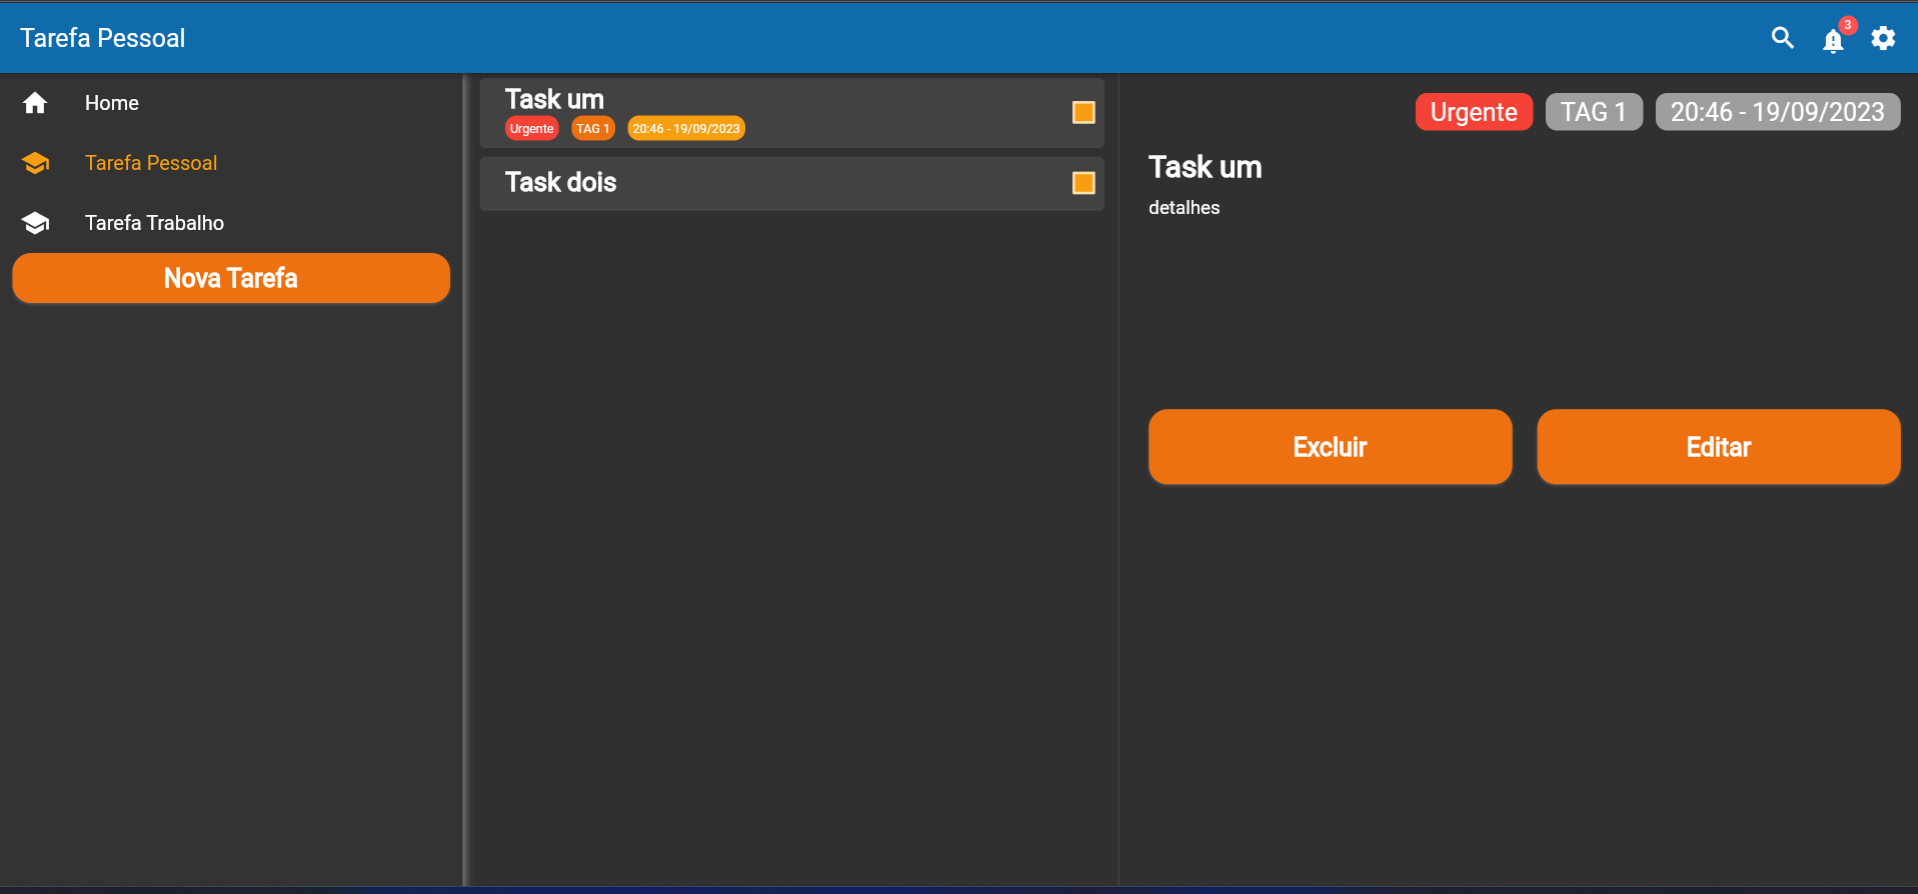 Tarefa Pessoal
3
Home
Tarefa Pessoal
Tarefa Trabalho
Nova Tarefa
Task um
Urgente TAG 1 20:46 - 19/09/2023
Task dois
Urgente TAG 1 20:46 - 19/09/2023
Task um
detalhes
Excluir Editar